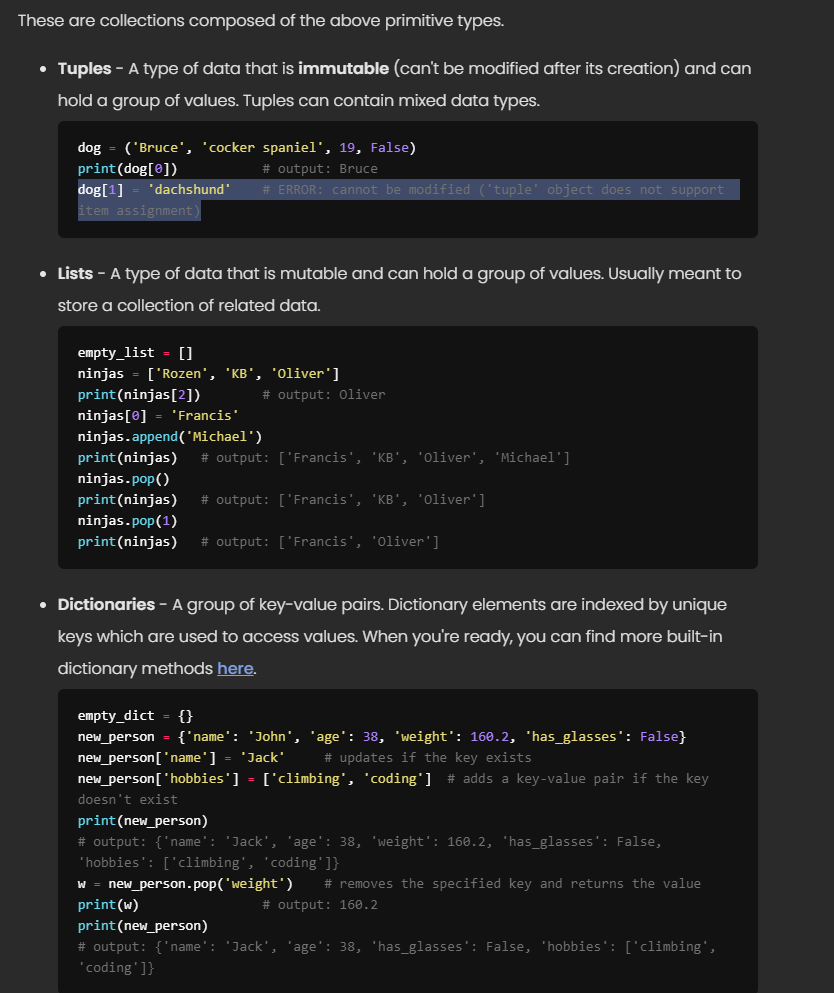 These are collections composed of the above primitive types.
Tuples - A type of data that is immutable (can't be modified after its creation) and can
hold a group of values. Tuples can contain mixed data types.
dog = ('Bruce', 'cocker spaniel', 19, False)
print(dog[0])           # output: Bruce
dog[1] = 'dachshund'    # ERROR: cannot be modified ('tuple' object does not support
item assignment)
Lists - A type of data that is mutable and can hold a group of values. Usually meant to
store a collection of related data.
empty_list = []
ninjas = ['Rozen', 'KB', 'Oliver']
print(ninjas[2])        # output: Oliver
ninjas[0] = 'Francis'
ninjas.append('Michael')
print(ninjas)   # output: ['Francis', 'KB', 'Oliver', 'Michael']
ninjas.pop()
print(ninjas)   # output: ['Francis', 'KB', 'Oliver']
ninjas.pop(1)
print(ninjas)   # output: ['Francis', 'Oliver']
Dictionaries - A group of key-value pairs. Dictionary elements are indexed by unique
keys which are used to access values. When you're ready, you can find more built-in
dictionary methods here.
empty_dict = {}
new_person = {'name': 'John', 'age': 38, 'weight': 160.2, 'has_glasses': False}
new_person['name'] = 'Jack'     # updates if the key exists
new_person['hobbies'] = ['climbing', 'coding']  # adds a key-value pair if the key
doesn't exist
print(new_person)
# output: {'name': 'Jack', 'age': 38, 'weight': 160.2, 'has_glasses': False,
'hobbies': ['climbing', 'coding']}
w = new_person.pop('weight')    # removes the specified key and returns the value
print(w)                # output: 160.2
print(new_person)
# output: {'name': 'Jack', 'age': 38, 'has_glasses': False, 'hobbies': ['climbing',
'coding']}